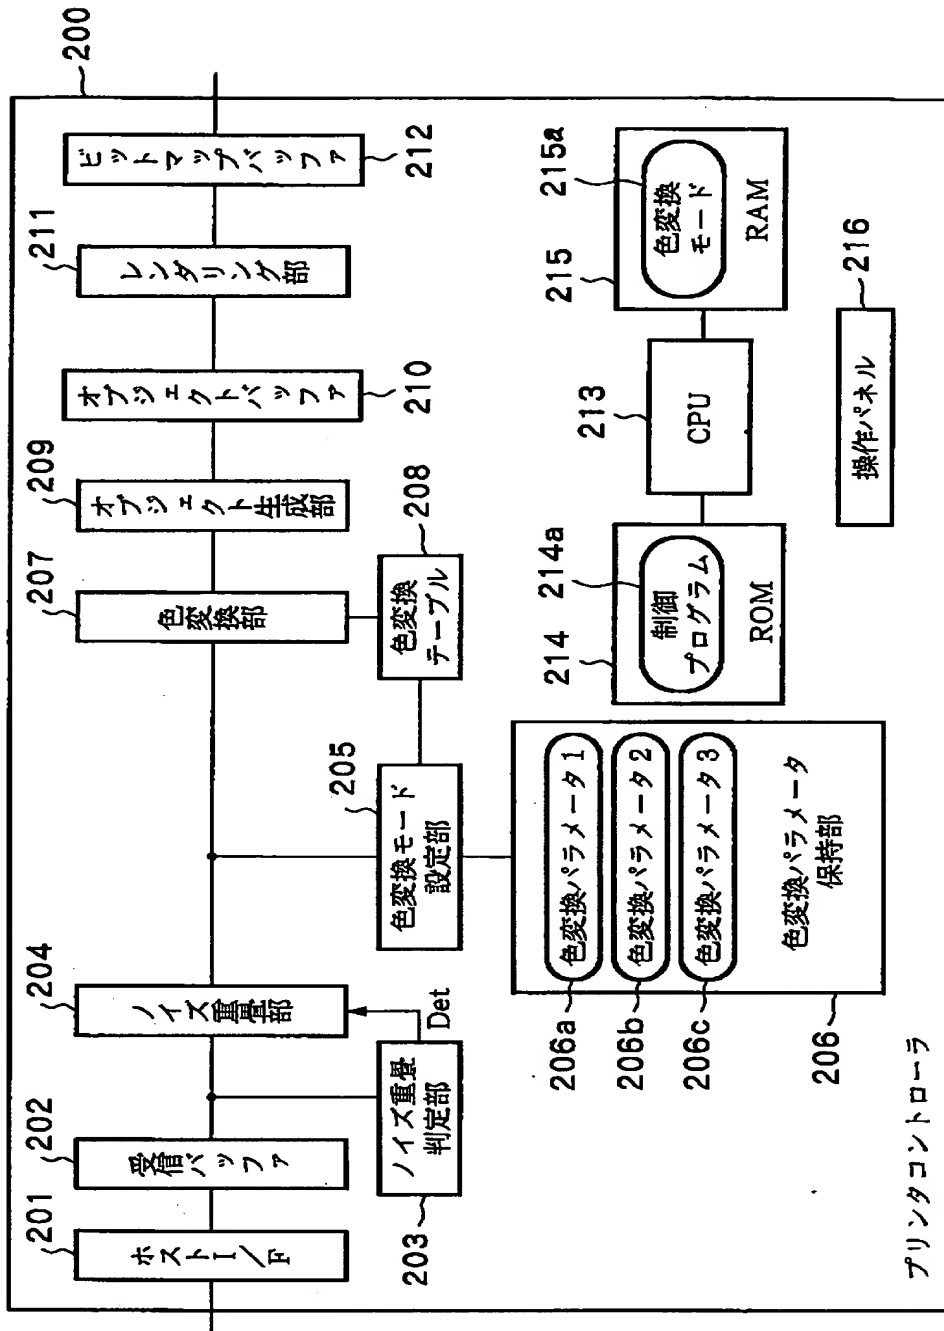 200
201
ホストI/F
202
受信バッファ
203
ノイズ重畳
判定部
Det
204
ノイズ重畳部
205
色変換モード
設定部
206a
色変換パラメータ1
206b
色変換パラメータ2
206c
色変換パラメータ3
206
色変換パラメータ
保持部
207
色変換部
208
色変換
テーブル
209
オブジェクト生成部
210
オブジェクトバッファ
211
レンダリング部
212
ビットマップバッファ
214
214a
制御
プログラム
ROM
213
CPU
215
215a
色変換
モード
RAM
216
操作パネル
プリンタコントローラ